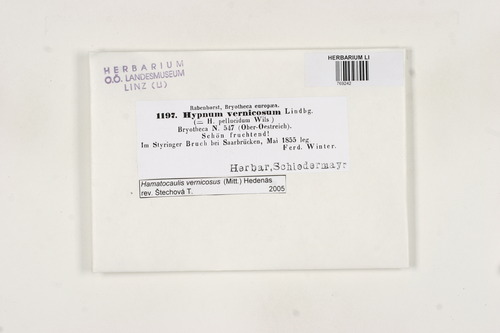 HERBARIUM
O.Ö. LANDESMUSEUM
LINZ (LI)
HERBARIUM LI
769242
Rabenhorst, Bryotheca europaea.
1197. Hypnum vernicosum Lindbg.
(= H. pellucidum Wils)
Bryotheca N. 547 (Ober-Oestreich).
Schön fruchtend!
Im Styringer Bruch bei Saarbrücken, Mai 1855 leg
Ferd. Winter.
Herbar, Schiedermayr
Hamatocaulis vernicosus (Mitt.) Hedenäs
rev. Štechová T. 2005